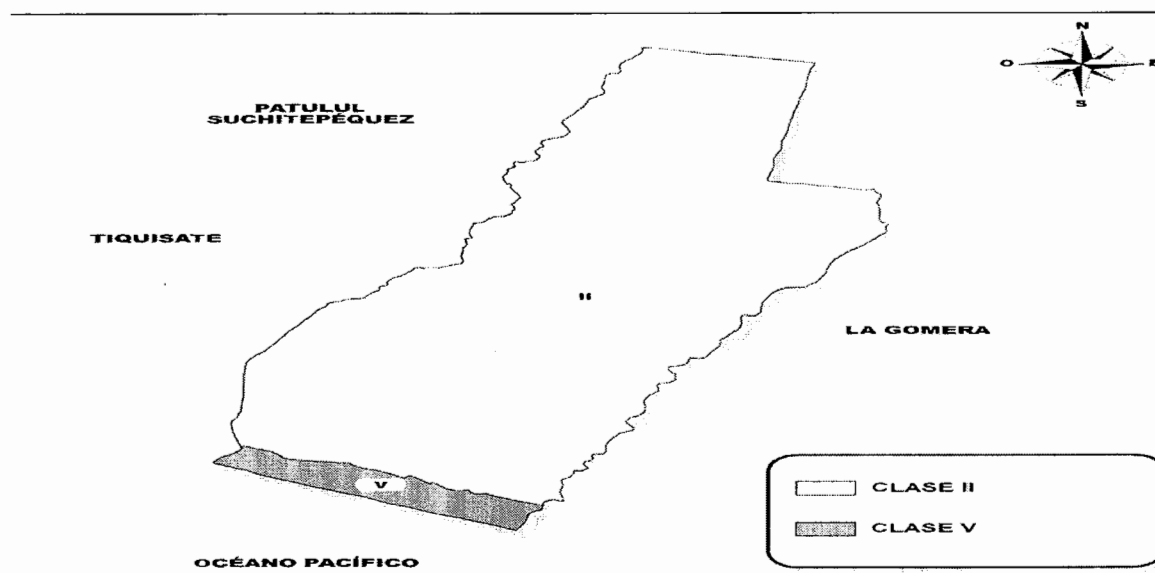 N
O E
S
PATULUL
SUCHITEPÉQUEZ
TIQUISATE
II
LA GOMERA
V
CLASE II
CLASE V
OCÉANO PACÍFICO